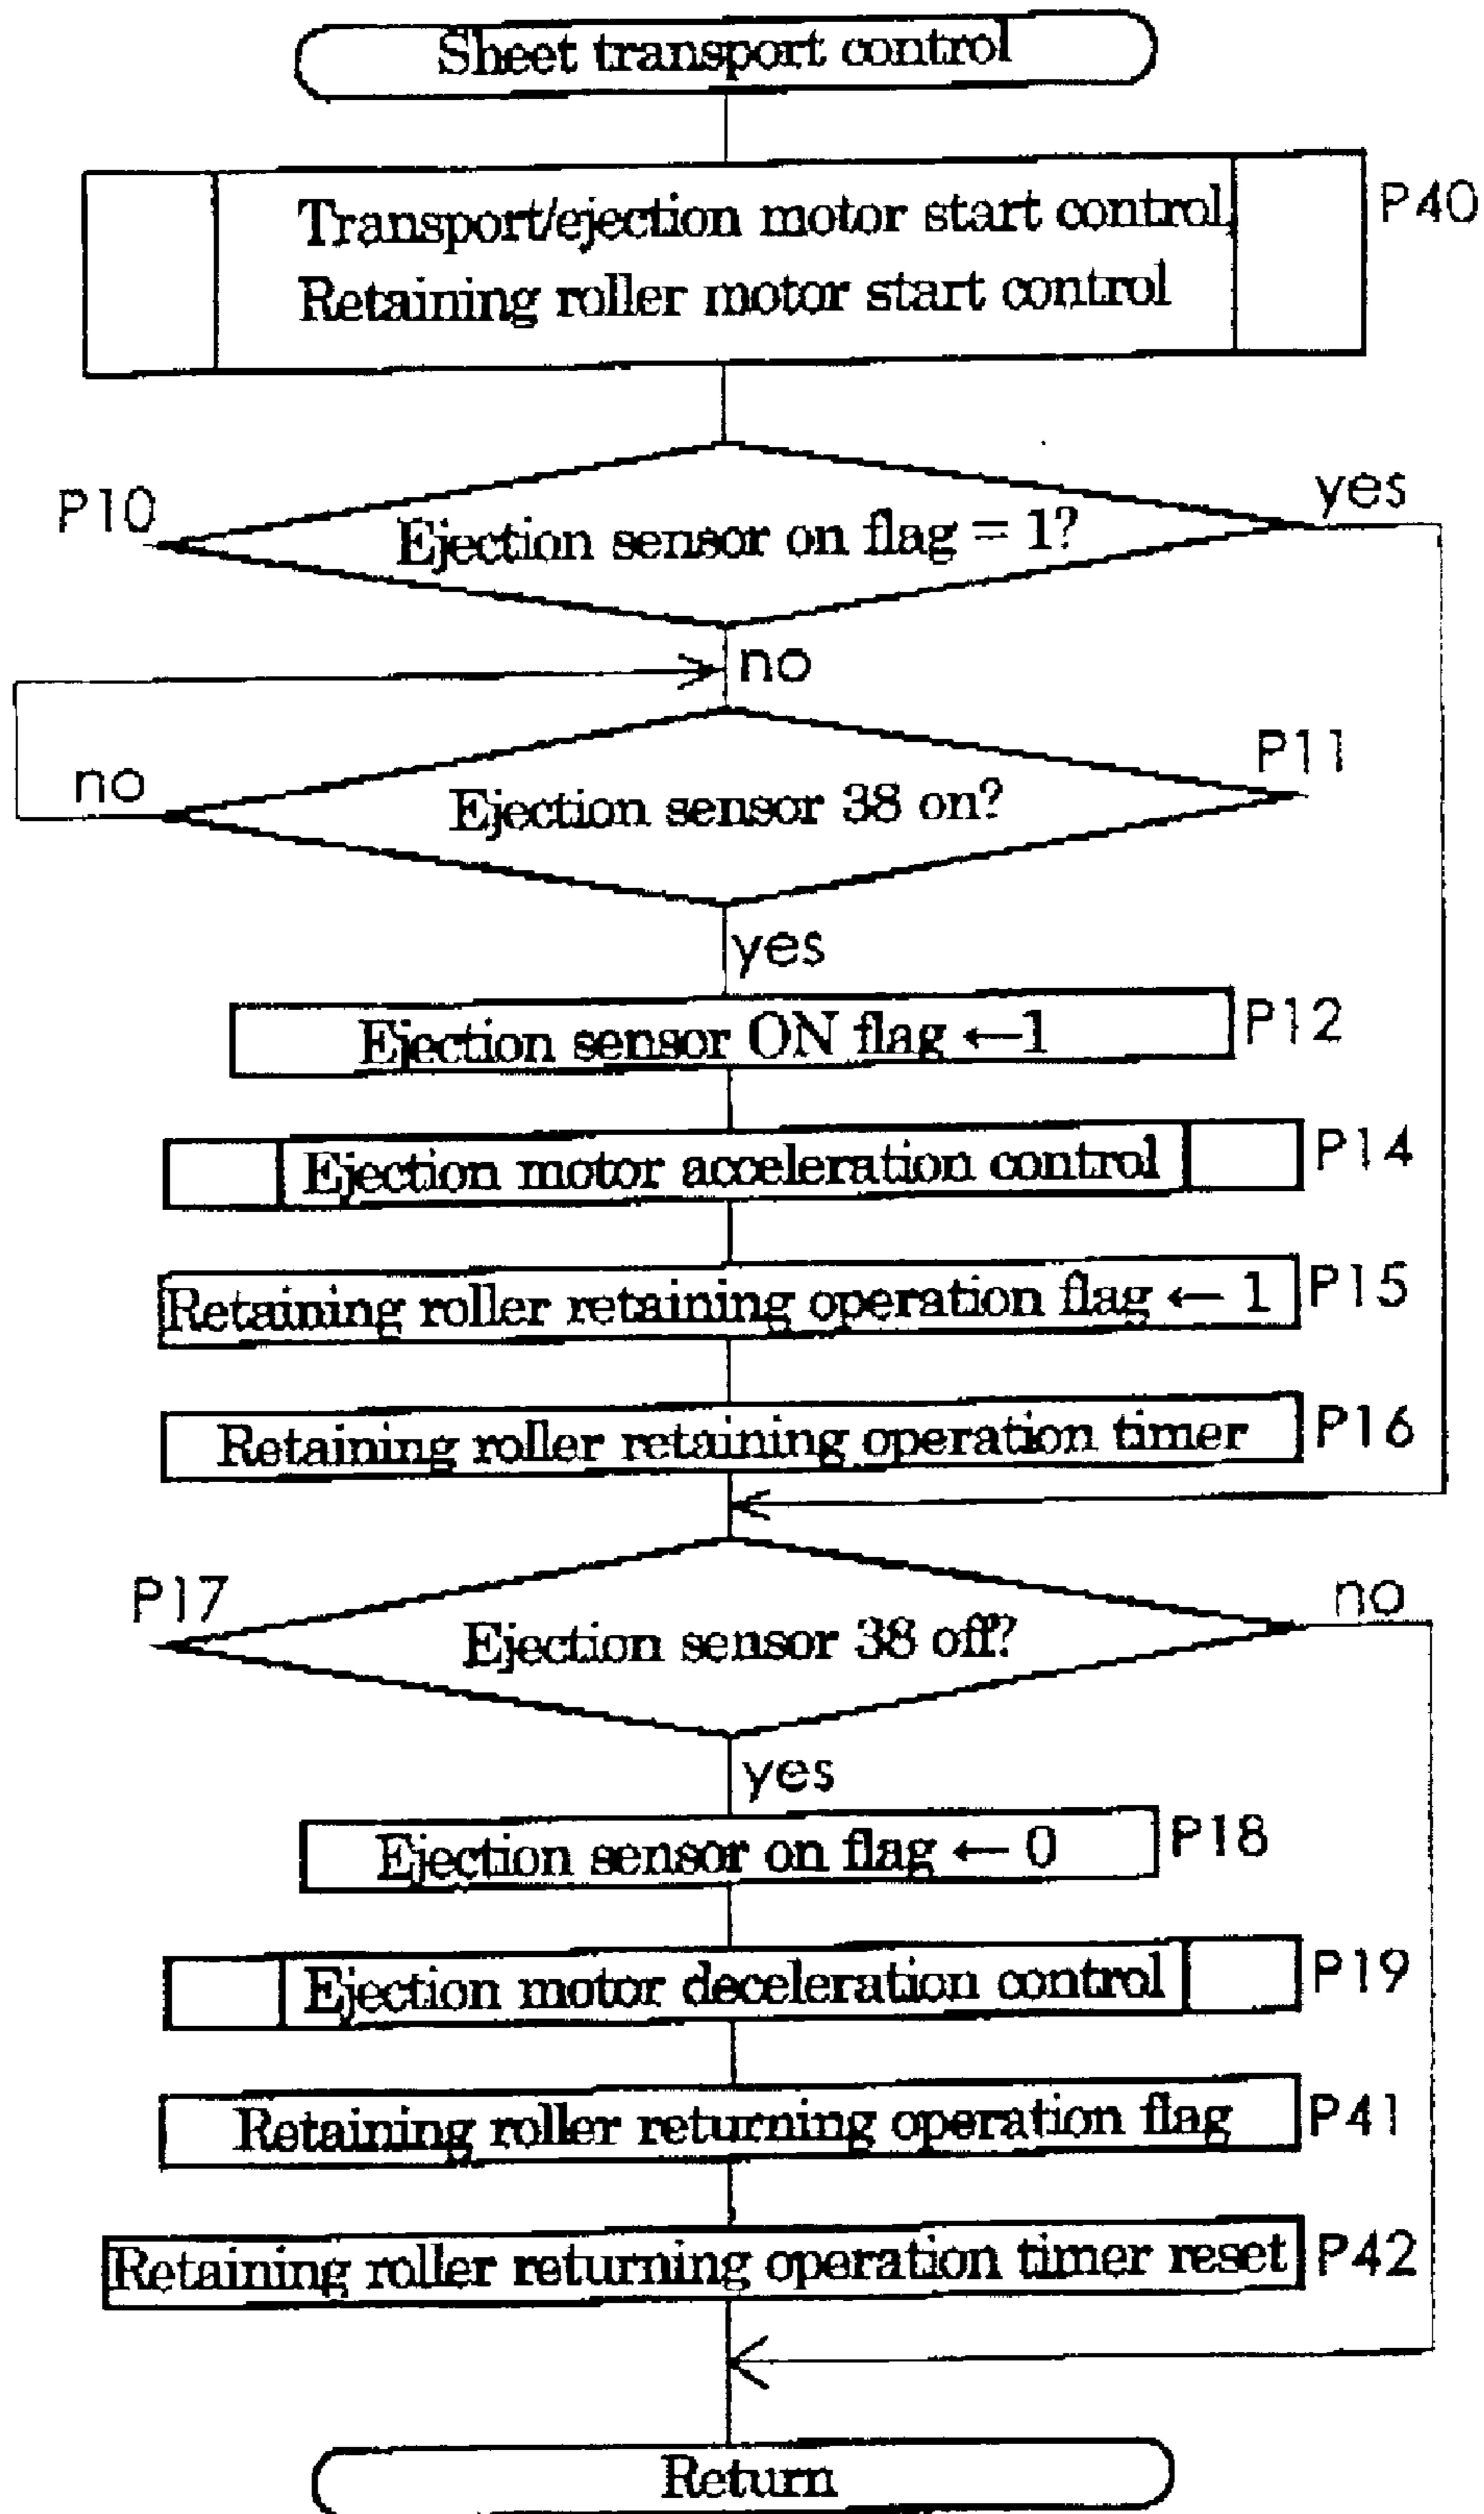 Sheet transport control
Transport/ejection motor start control
P40
Retaining roller motor start control
P10
Ejection sensor on flag = 1?
yes
no
P11
no
Ejection sensor 38 on?
yes
Ejection sensor ON flag ←1
P12
Ejection motor acceleration control
P14
Retaining roller retaining operation flag ← 1
P15
Retaining roller retaining operation timer
P16
P17
Ejection sensor 38 off?
no
yes
Ejection sensor on flag ← 0
P18
Ejection motor deceleration control
P19
Retaining roller returning operation flag
P41
Retaining roller returning operation timer reset
P42
Return